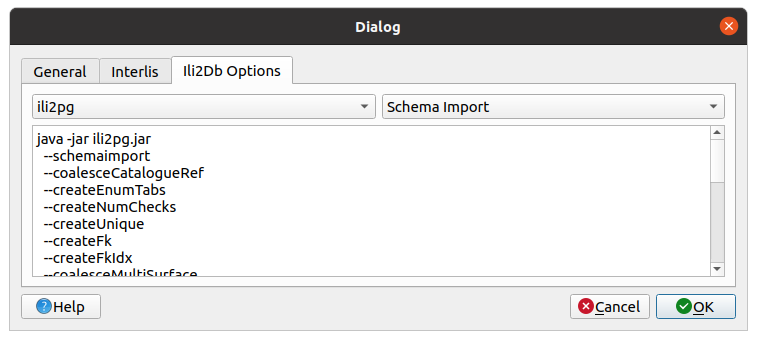 Dialog
General Interlis Ili2Db Options
ili2pg Schema Import
java -jar ili2pg.jar
--schemaimport
--coalesceCatalogueRef
--createEnumTabs
--createNumChecks
--createUnique
--createFk
--createFkIdx
--coalesceMultiSurface
Help Cancel OK